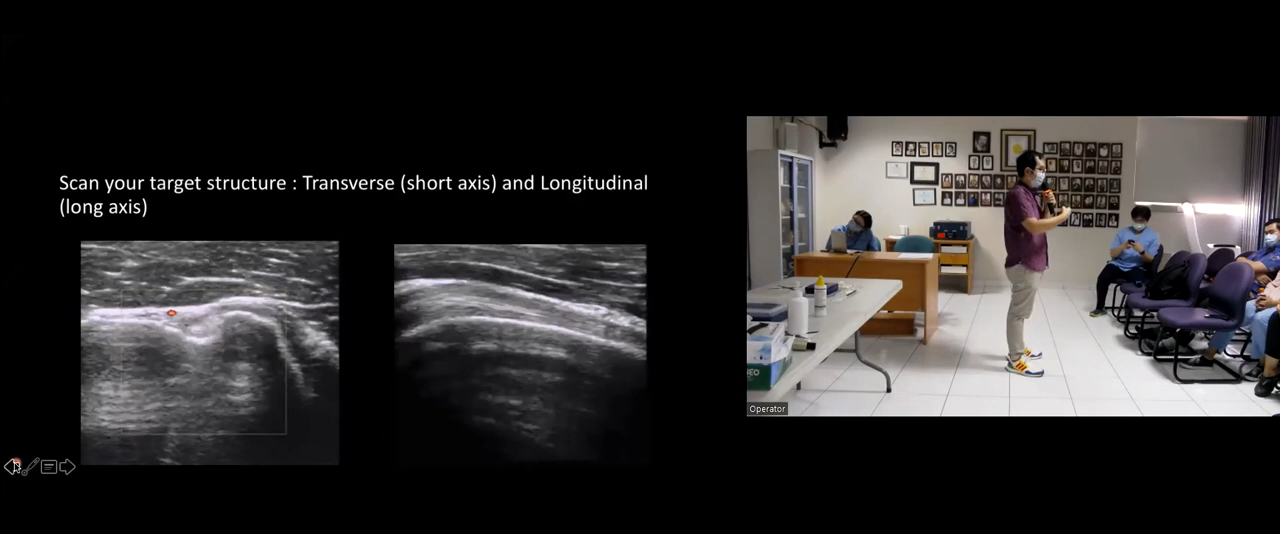 Scan your target structure : Transverse (short axis) and Longitudinal
(long axis)
Operator